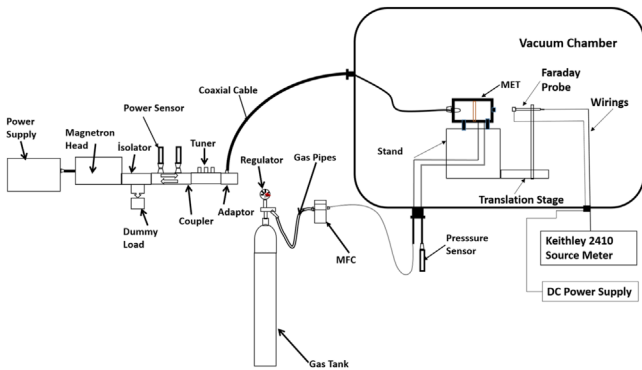 Vacuum Chamber
MET
Faraday
Probe
Wirings
Coaxial Cable
Power Sensor
Power
Supply
Magnetron
Head
İsolator
Tuner
Stand
Regulator
Gas Pipes
Translation Stage
Dummy
Load
Coupler
Adaptor
MFC
Presssure
Sensor
Keithley 2410
Source Meter
DC Power Supply
Gas Tank